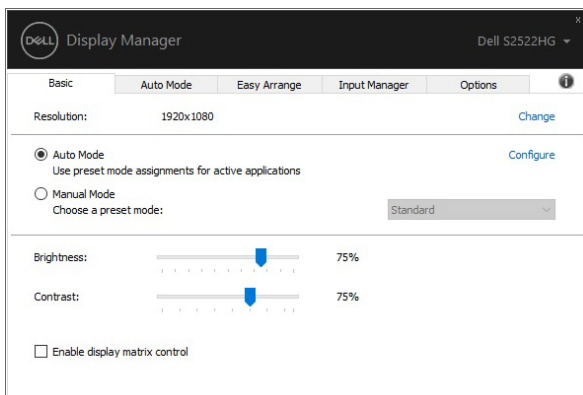 DELL Display Manager Dell S2522HG
Basic Auto Mode Easy Arrange Input Manager Options
Resolution: 1920x1080 Change
Auto Mode Configure
Use preset mode assignments for active applications
Manual Mode
Choose a preset mode: Standard
Brightness: 75%
Contrast: 75%
Enable display matrix control